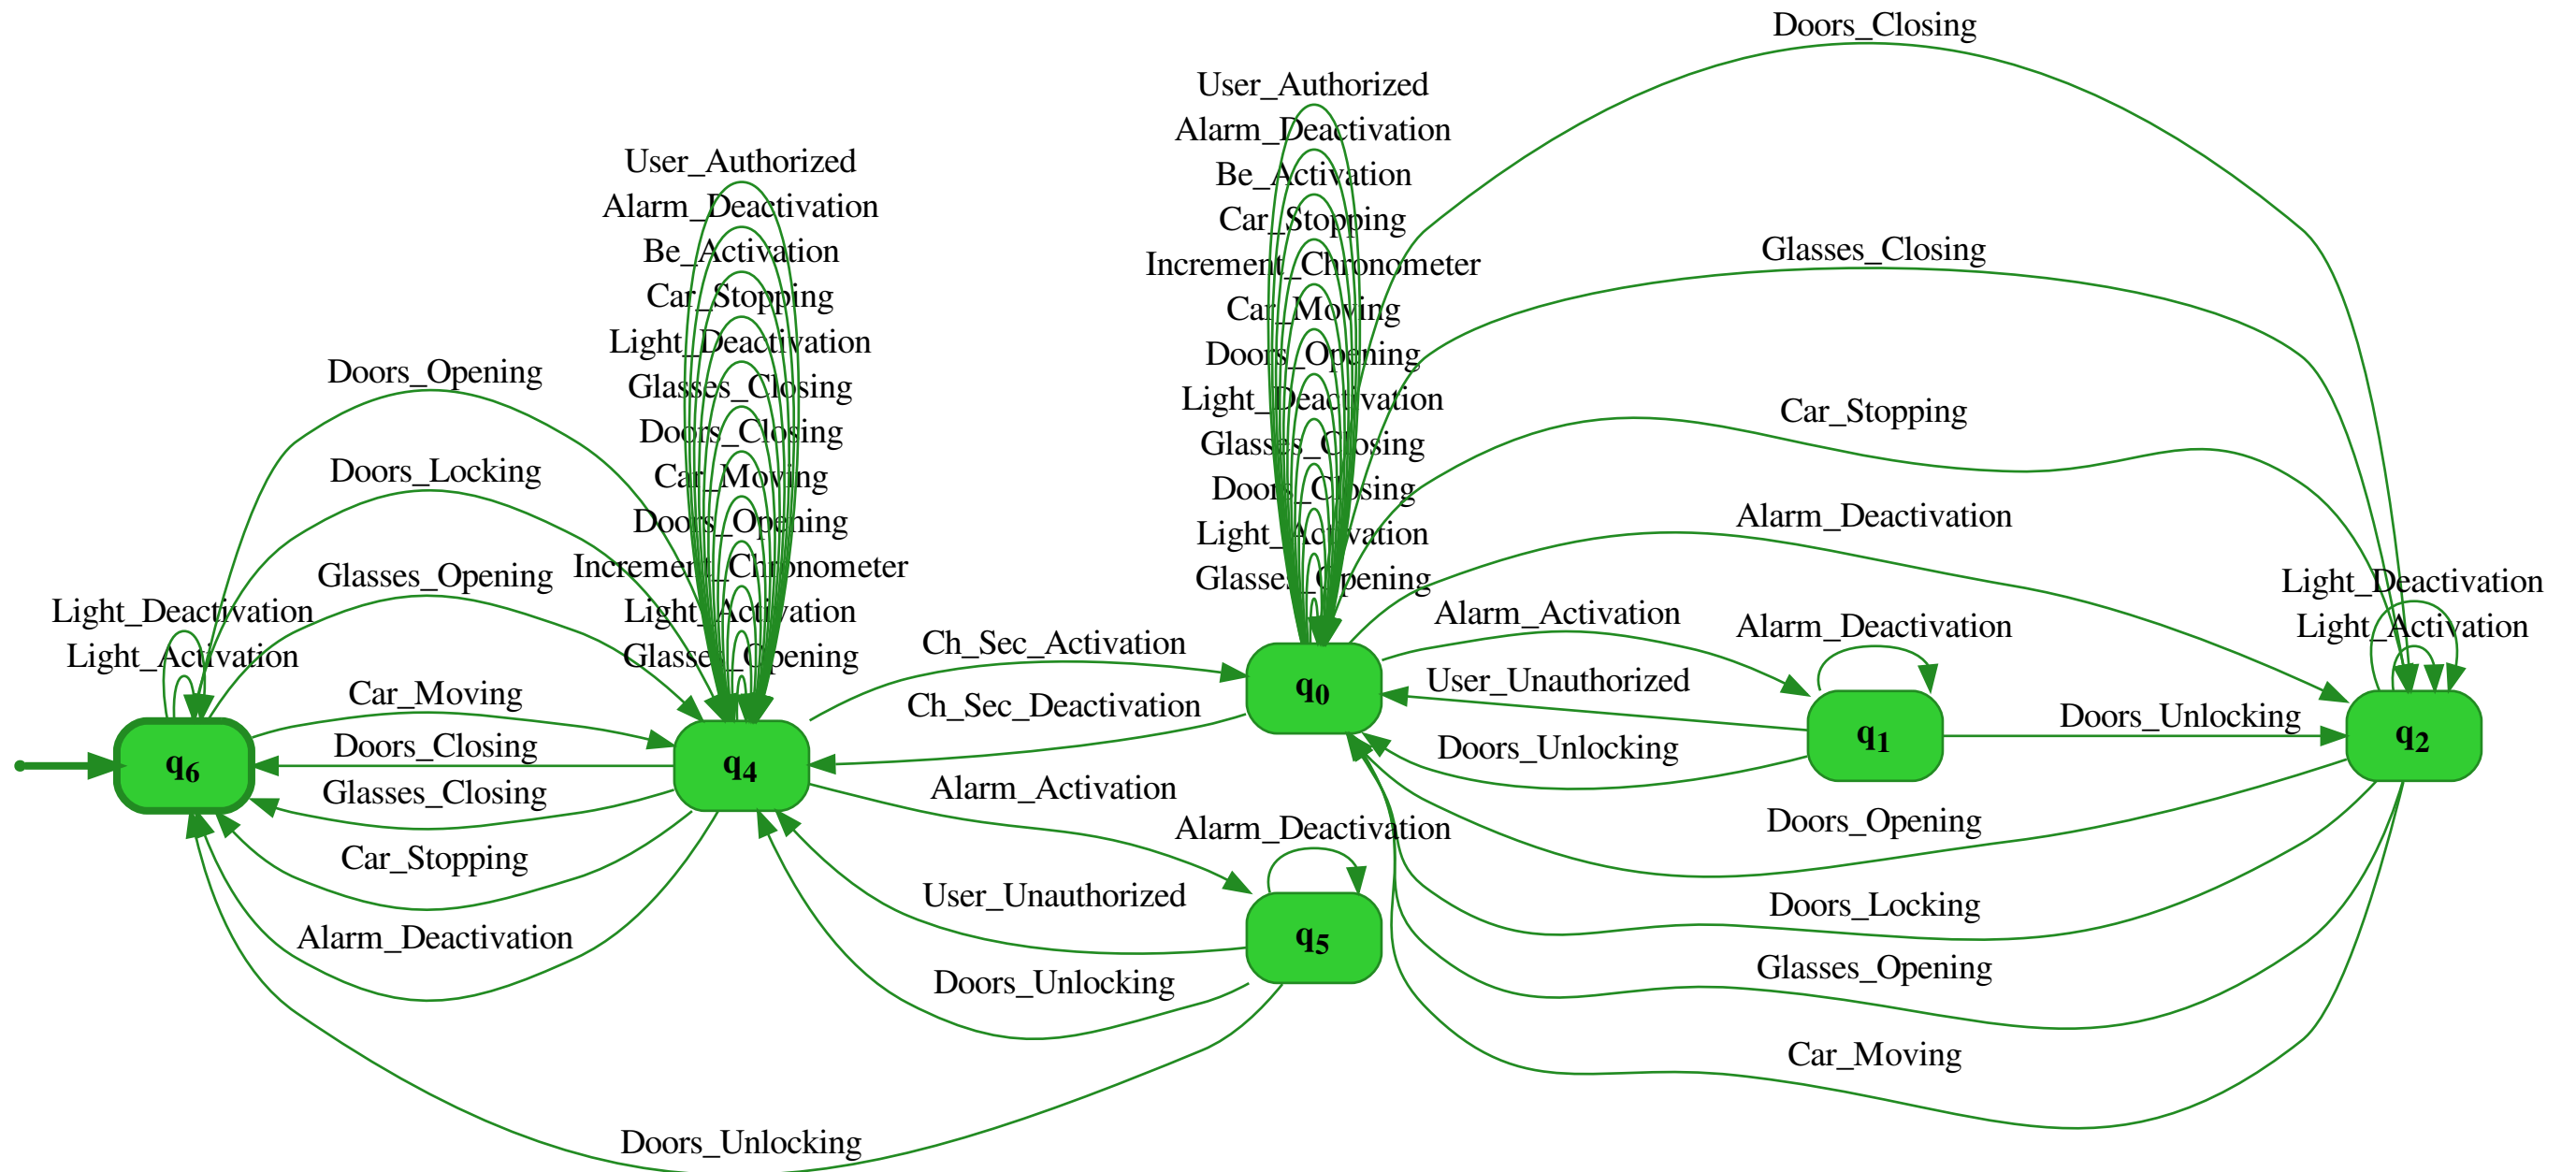 Doors_Closing
User_Authorized
Alarm_Deactivation
Be_Activation
Car_Stopping
Increment_Chronometer
Car_Moving
Doors_Opening
Light_Deactivation
Glasses_Closing
Doors_Closing
Light_Activation
Glasses_Opening
User_Authorized
Alarm_Deactivation
Be_Activation
Car_Stopping
Light_Deactivation
Glasses_Closing
Doors_Closing
Car_Moving
Doors_Opening
Increment_Chronometer
Light_Activation
Glasses_Opening
Glasses_Closing
Car_Stopping
Alarm_Deactivation
Doors_Opening
Doors_Locking
Glasses_Opening
Light_Deactivation
Light_Activation
Car_Moving
Doors_Closing
Glasses_Closing
Car_Stopping
Alarm_Deactivation
Doors_Unlocking
q6
q4
Ch_Sec_Activation
Ch_Sec_Deactivation
Alarm_Activation
Alarm_Deactivation
User_Unauthorized
Doors_Unlocking
q5
q0
Alarm_Activation
User_Unauthorized
Doors_Unlocking
Alarm_Deactivation
q1
Doors_Unlocking
Light_Deactivation
Light_Activation
q2
Doors_Opening
Doors_Locking
Glasses_Opening
Car_Moving